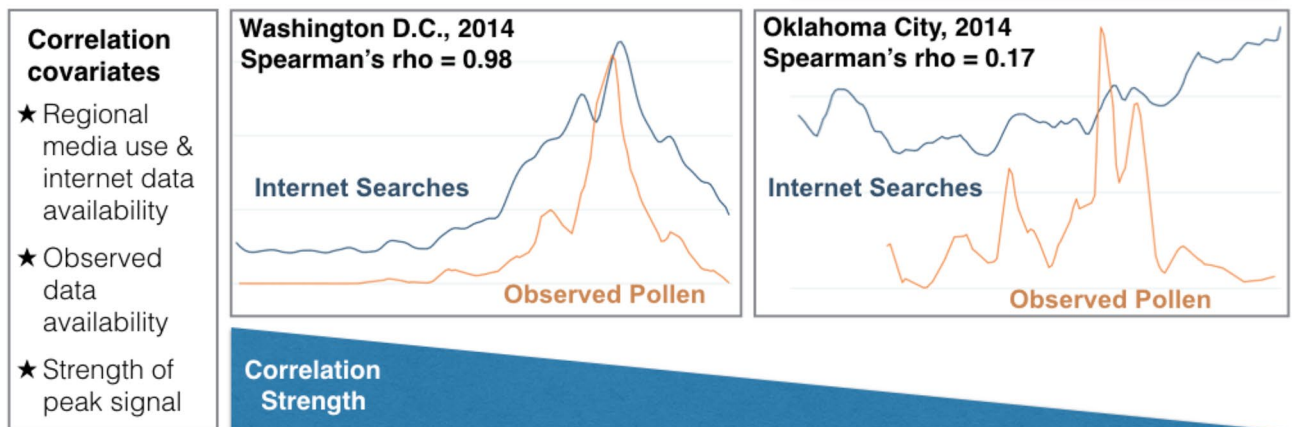 Correlation
covariates
★ Regional
media use &
internet data
availability
★ Observed
data
availability
★ Strength of
peak signal
Washington D.C., 2014
Spearman's rho = 0.98
Internet Searches
Observed Pollen
Oklahoma City, 2014
Spearman's rho = 0.17
Internet Searches
Observed Pollen
Correlation
Strength